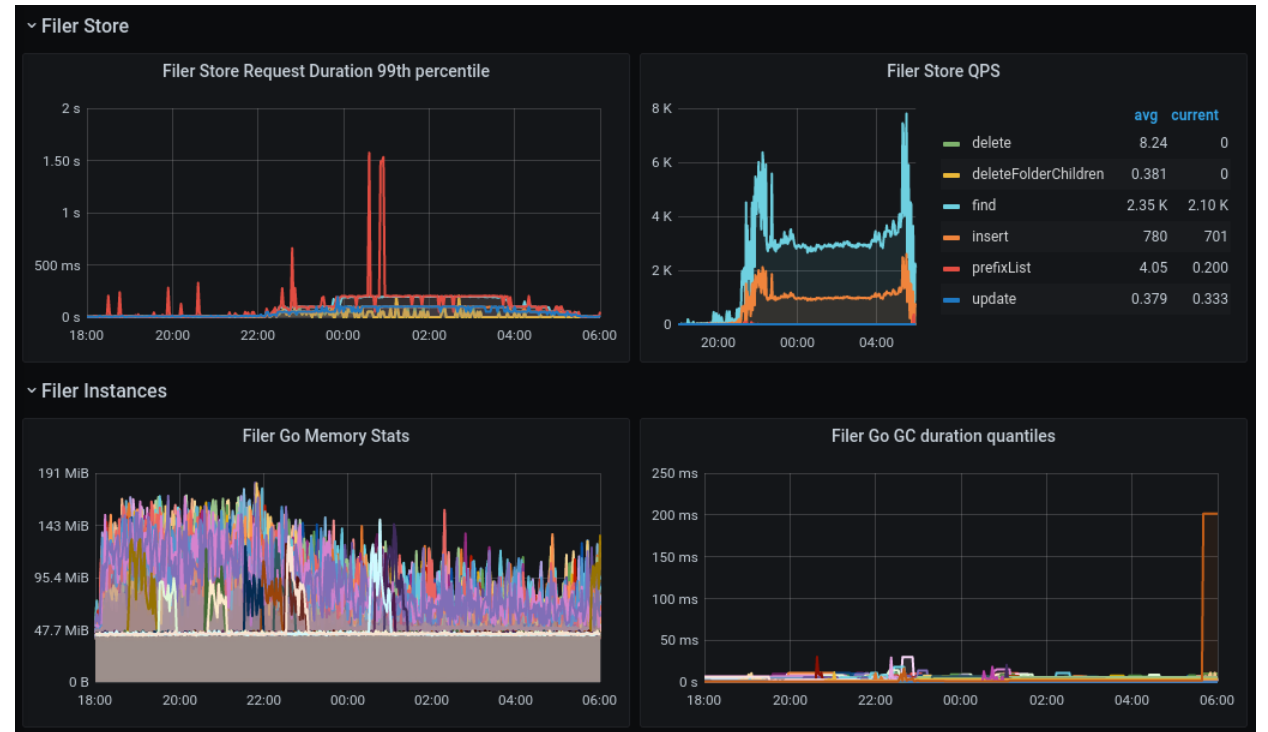 Filer Store
Filer Store Request Duration 99th percentile
2 s
1.50 s
1 s
500 ms
0 s
18:00 20:00 22:00 00:00 02:00 04:00 06:00
Filer Store QPS
8 K
6 K
4 K
2 K
0
20:00 00:00 04:00
avg current
delete 8.24 0
deleteFolderChildren 0.381 0
find 2.35 K 2.10 K
insert 780 701
prefixList 4.05 0.200
update 0.379 0.333
Filer Instances
Filer Go Memory Stats
191 MiB
143 MiB
95.4 MiB
47.7 MiB
0 B
18:00 20:00 22:00 00:00 02:00 04:00 06:00
Filer Go GC duration quantiles
250 ms
200 ms
150 ms
100 ms
50 ms
0 s
18:00 20:00 22:00 00:00 02:00 04:00 06:00